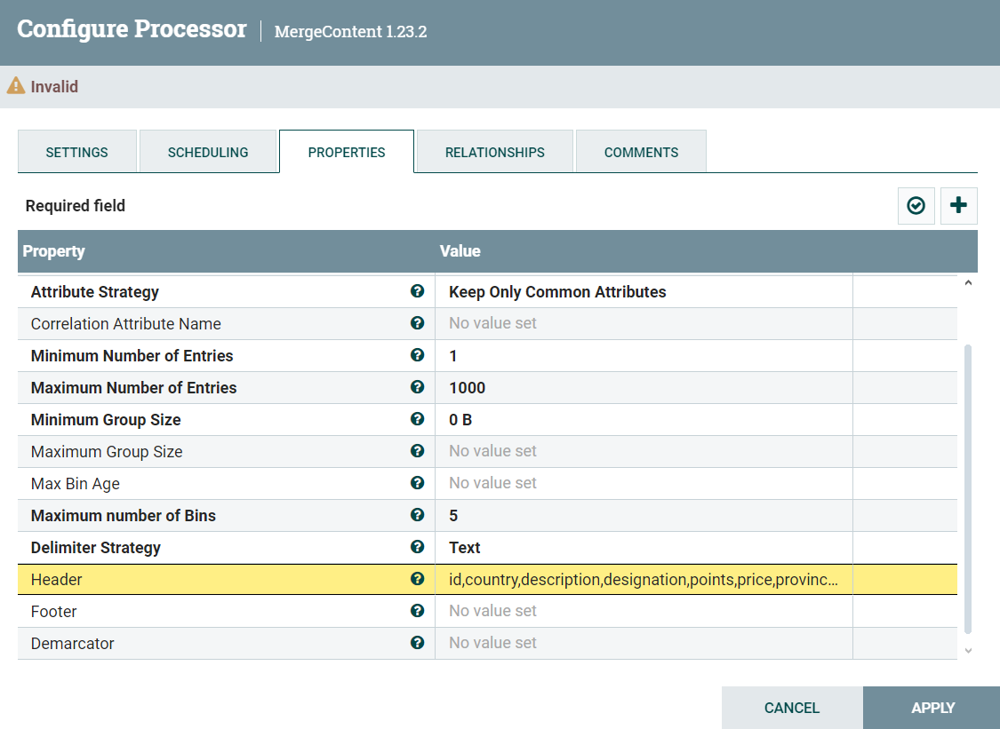 Configure Processor | MergeContent 1.23.2
Invalid
SETTINGS SCHEDULING PROPERTIES RELATIONSHIPS COMMENTS
Required field
Property Value
Attribute Strategy Keep Only Common Attributes
Correlation Attribute Name No value set
Minimum Number of Entries 1
Maximum Number of Entries 1000
Minimum Group Size 0 B
Maximum Group Size No value set
Max Bin Age No value set
Maximum number of Bins 5
Delimiter Strategy Text
Header id,country,description,designation,points,price,provinc...
Footer No value set
Demarcator No value set
CANCEL APPLY